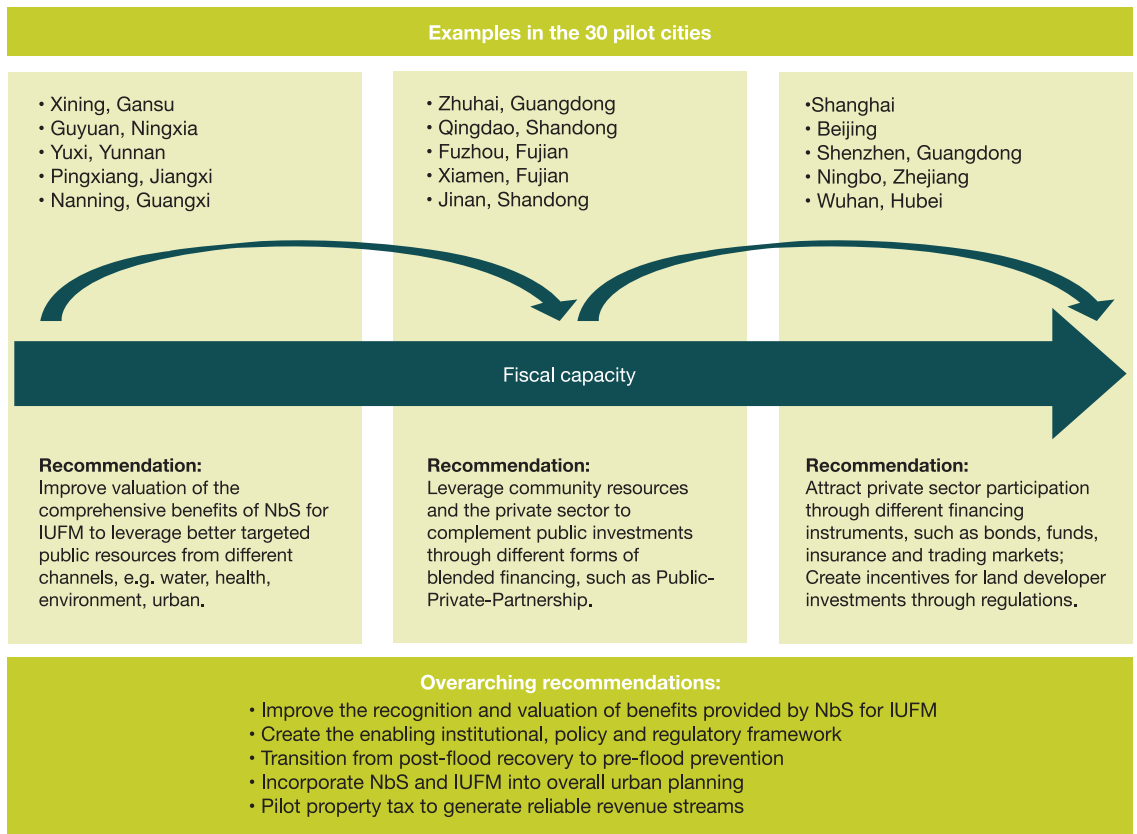 Examples in the 30 pilot cities
• Xining, Gansu
• Guyuan, Ningxia
• Yuxi, Yunnan
• Pingxiang, Jiangxi
• Nanning, Guangxi
• Zhuhai, Guangdong
• Qingdao, Shandong
• Fuzhou, Fujian
• Xiamen, Fujian
• Jinan, Shandong
•Shanghai
• Beijing
• Shenzhen, Guangdong
• Ningbo, Zhejiang
• Wuhan, Hubei
Fiscal capacity
Recommendation:
Improve valuation of the
comprehensive benefits of NbS for
IUFM to leverage better targeted
public resources from different
channels, e.g. water, health,
environment, urban.
Recommendation:
Leverage community resources
and the private sector to
complement public investments
through different forms of
blended financing, such as Public-
Private-Partnership.
Recommendation:
Attract private sector participation
through different financing
instruments, such as bonds, funds,
insurance and trading markets;
Create incentives for land developer
investments through regulations.
Overarching recommendations:
• Improve the recognition and valuation of benefits provided by NbS for IUFM
• Create the enabling institutional, policy and regulatory framework
• Transition from post-flood recovery to pre-flood prevention
• Incorporate NbS and IUFM into overall urban planning
• Pilot property tax to generate reliable revenue streams